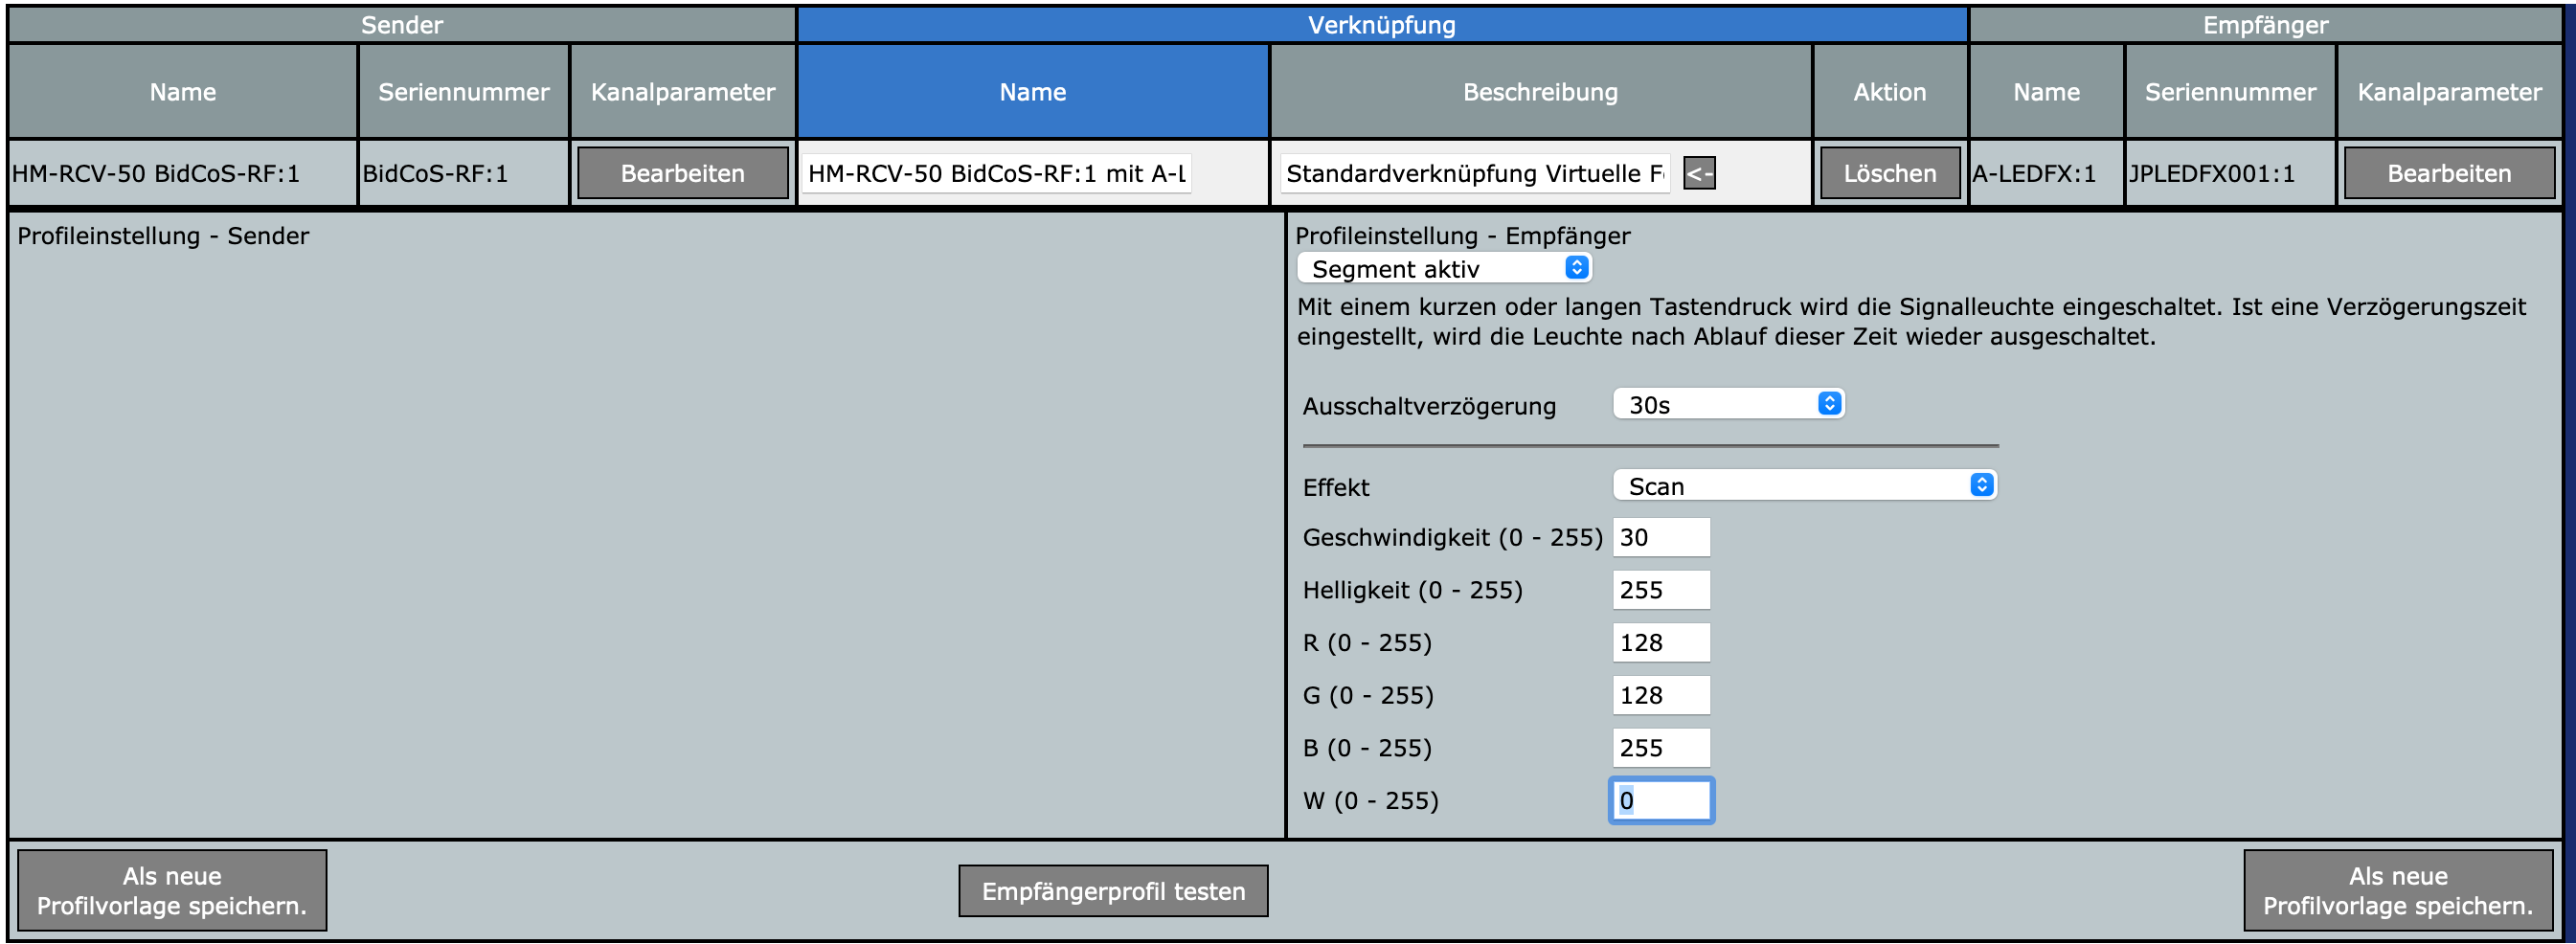 Sender Verknüpfung Empfänger
Name Seriennummer Kanalparameter Name Beschreibung Aktion Name Seriennummer Kanalparameter
HM-RCV-50 BidCoS-RF:1 BidCoS-RF:1 Bearbeiten HM-RCV-50 BidCoS-RF:1 mit A-L Standardverknüpfung Virtuelle F <- Löschen A-LEDFX:1 JPLEDFX001:1 Bearbeiten
Profileinstellung - Sender
Profileinstellung - Empfänger
Segment aktiv
Mit einem kurzen oder langen Tastendruck wird die Signalleuchte eingeschaltet. Ist eine Verzögerungszeit
eingestellt, wird die Leuchte nach Ablauf dieser Zeit wieder ausgeschaltet.
Ausschaltverzögerung 30s
Effekt Scan
Geschwindigkeit (0 - 255) 30
Helligkeit (0 - 255) 255
R (0 - 255) 128
G (0 - 255) 128
B (0 - 255) 255
W (0 - 255) 0
Als neue
Profilvorlage speichern.
Empfängerprofil testen
Als neue
Profilvorlage speichern.